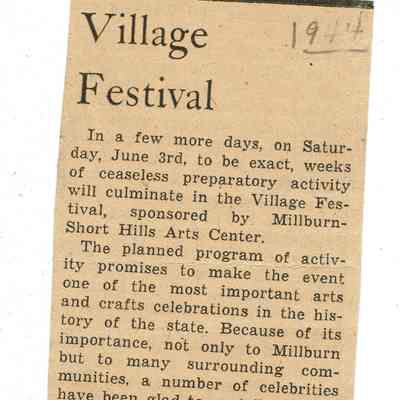 Village
1944
Festival
In a few more days, on Satur-
day, June 3rd, to be exact, weeks
of ceaseless preparatory activity
will culminate in the Village Fes-
tival, sponsored by Millburn-
Short Hills Arts Center.
The planned program of activ-
ity promises to make the event
one of the most important arts
and crafts celebrations in the his-
tory of the state. Because of its
importance, not only to Millburn
but to many surrounding com-
munities, a number of celebrities
have been glad to